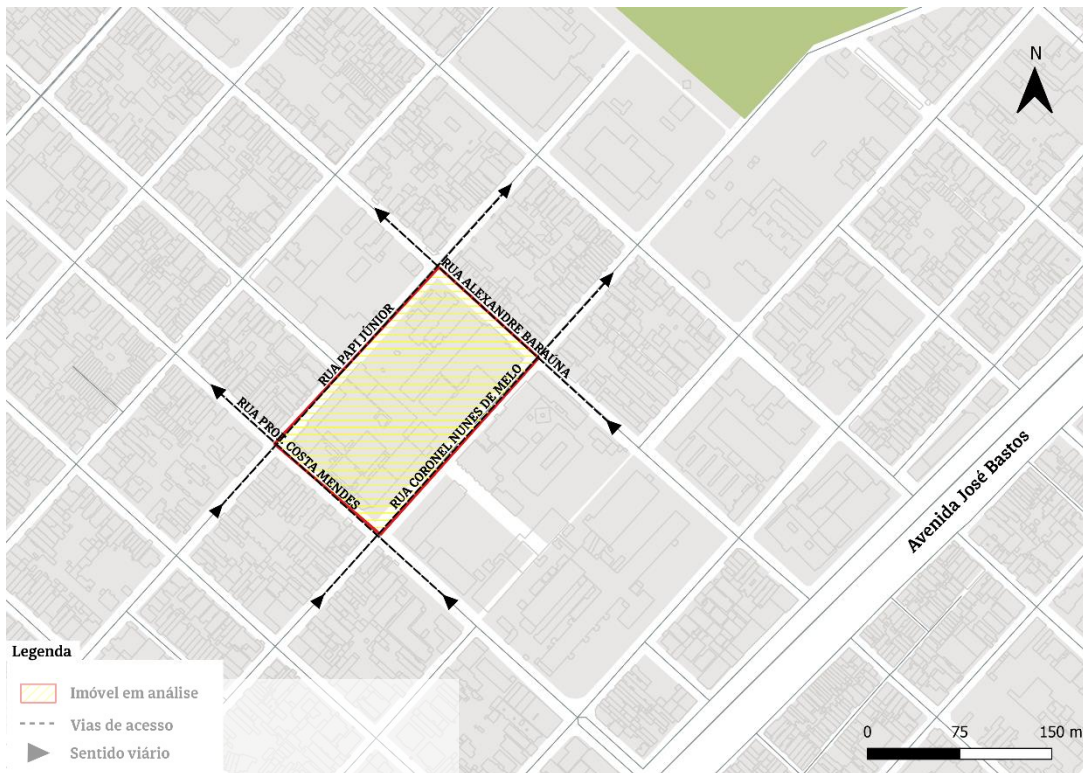 N
RUA ALEXANDRE BARAÚNA
RUA PAPI JÚNIOR
RUA PROF. COSTA MENDES
RUA CORONEL NUNES DE MELO
Avenida José Bastos
Legenda
Imóvel em análise
Vias de acesso
Sentido viário
0 75 150 m